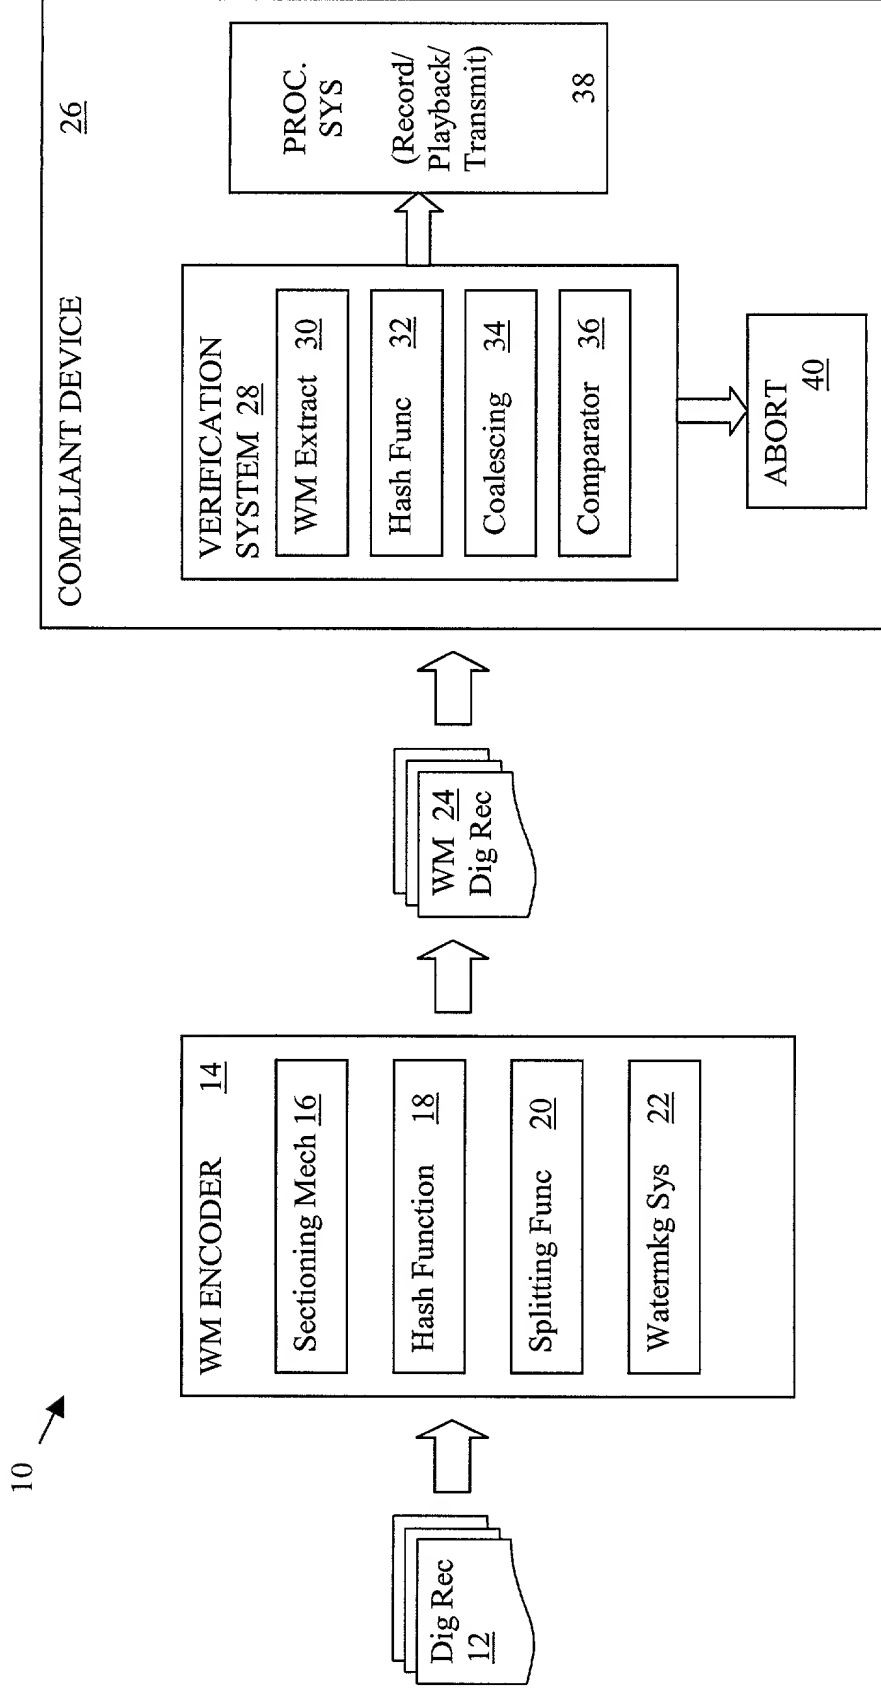 10
Dig Rec
12
WM ENCODER 14
Sectioning Mech 16
Hash Function 18
Splitting Func 20
Watermkg Sys 22
WM 24
Dig Rec
COMPLIANT DEVICE 26
VERIFICATION
SYSTEM 28
WM Extract 30
Hash Func 32
Coalescing 34
Comparator 36
PROC.
SYS
(Record/
Playback/
Transmit)
38
ABORT
40